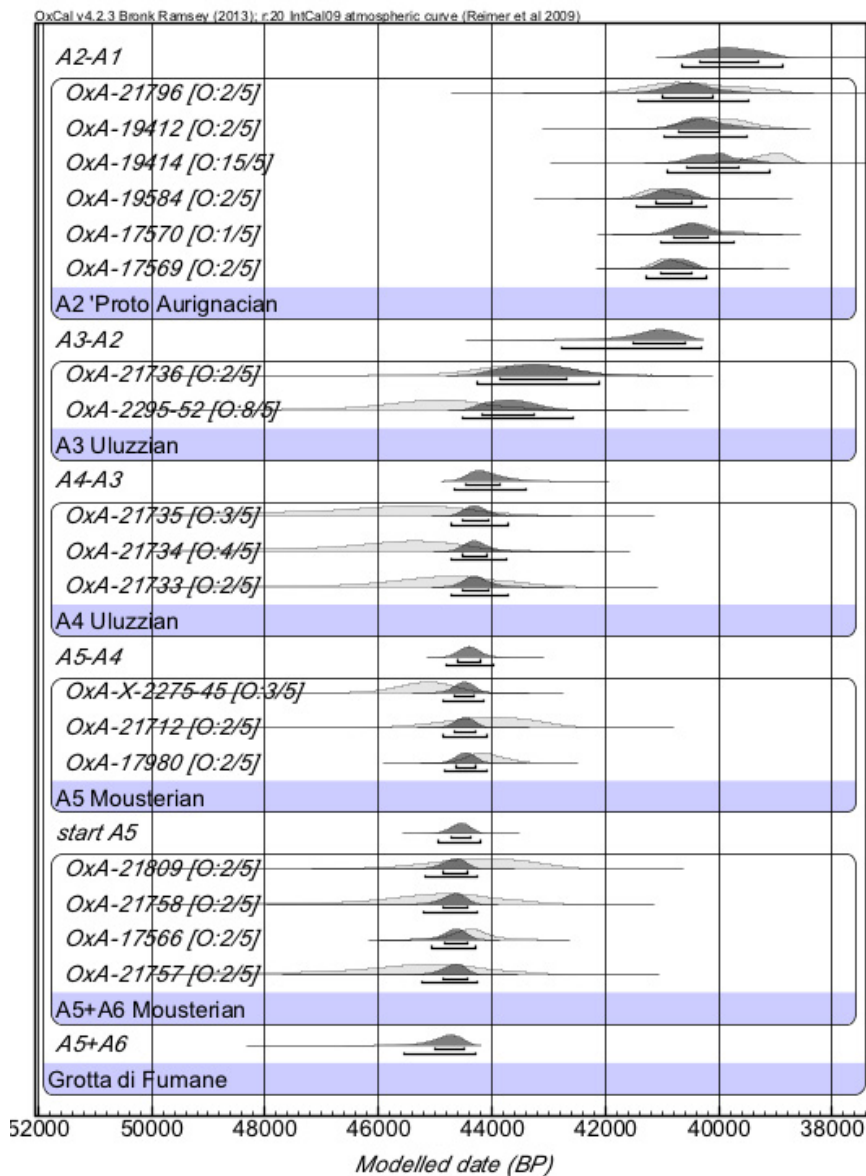 OxCal v4.2.3 Bronk Ramsey (2013); r:20 IntCal09 atmospheric curve (Reimer et al 2009)
A2-A1
OxA-21796 [O:2/5]
OxA-19412 [O:2/5]
OxA-19414 [O:15/5]
OxA-19584 [O:2/5]
OxA-17570 [O:1/5]
OxA-17569 [O:2/5]
A2 'Proto Aurignacian
A3-A2
OxA-21736 [O:2/5]
OxA-2295-52 [O:8/5]
A3 Uluzzian
A4-A3
OxA-21735 [O:3/5]
OxA-21734 [O:4/5]
OxA-21733 [O:2/5]
A4 Uluzzian
A5-A4
OxA-X-2275-45 [O:3/5]
OxA-21712 [O:2/5]
OxA-17980 [O:2/5]
A5 Mousterian
start A5
OxA-21809 [O:2/5]
OxA-21758 [O:2/5]
OxA-17566 [O:2/5]
OxA-21757 [O:2/5]
A5+A6 Mousterian
A5+A6
Grotta di Fumane
52000 50000 48000 46000 44000 42000 40000 38000
Modelled date (BP)